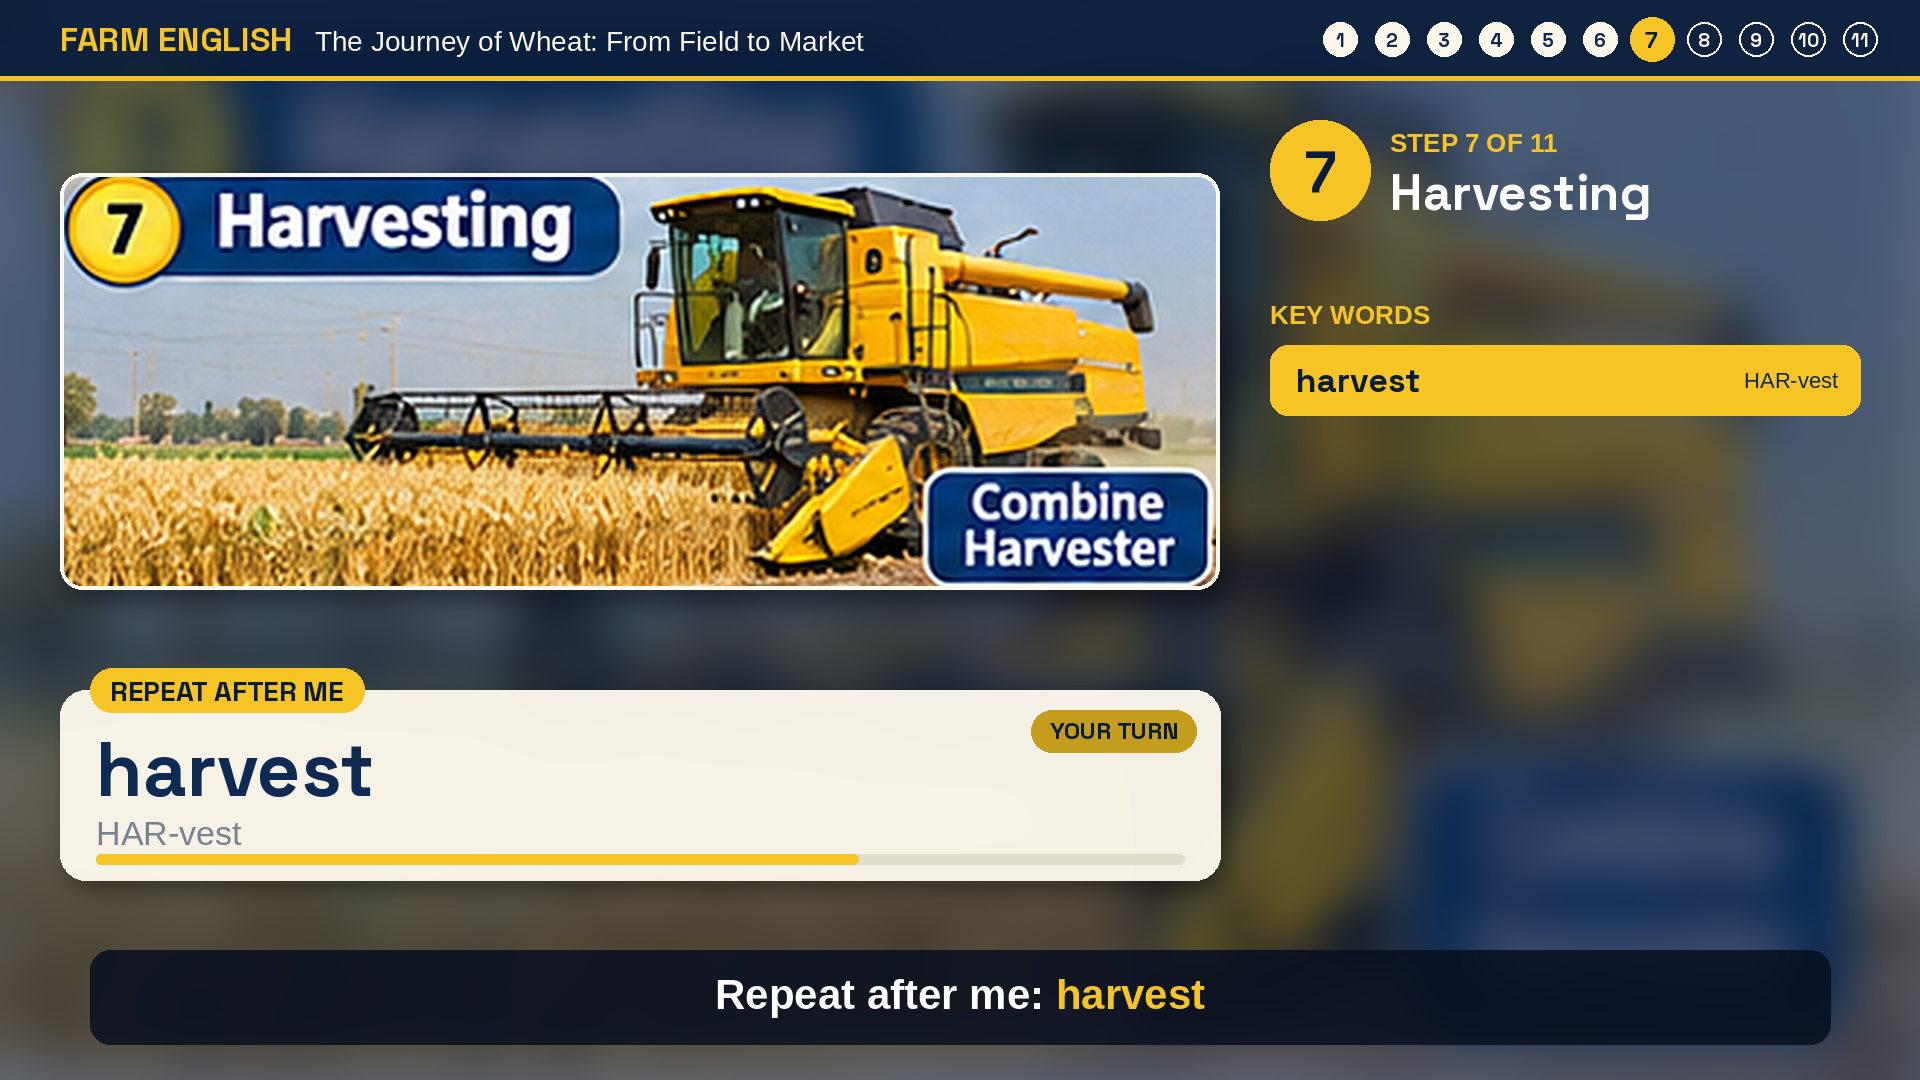 FARM ENGLISH The Journey of Wheat: From Field to Market 1 2 3 4 5 6 7 8 9 10 11
7 Harvesting
Combine
Harvester
7
STEP 7 OF 11
Harvesting
KEY WORDS
harvest HAR-vest
REPEAT AFTER ME
YOUR TURN
harvest
HAR-vest
Repeat after me: harvest